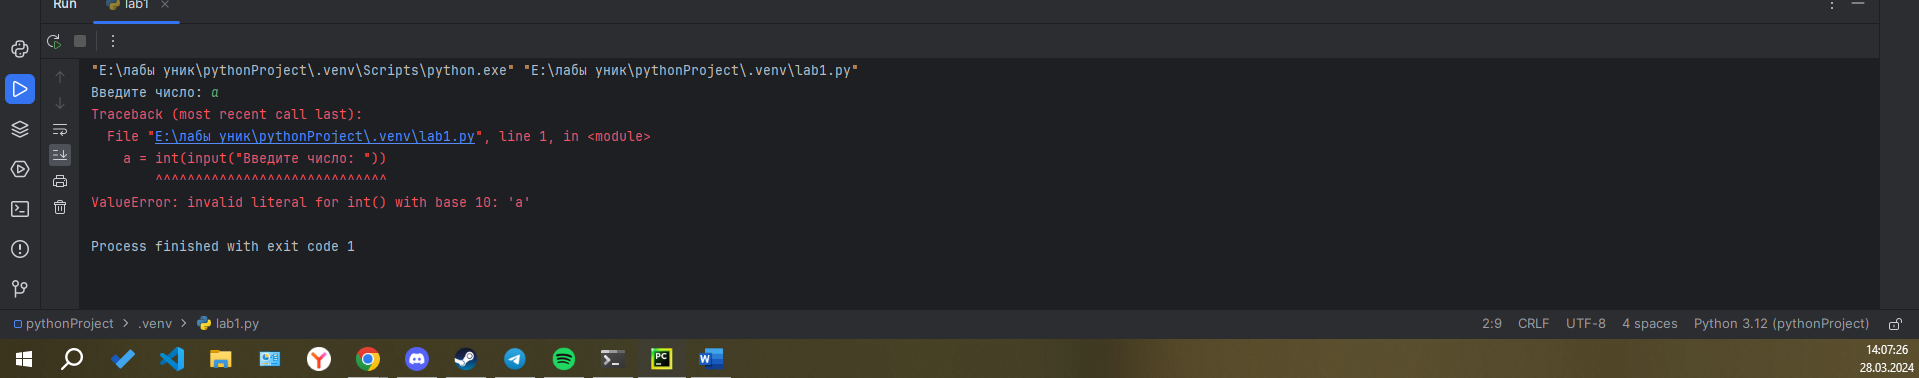 Run lab1
"E:\лабы уник\pythonProject\.venv\Scripts\python.exe" "E:\лабы уник\pythonProject\.venv\lab1.py"
Введите число: a
Traceback (most recent call last):
  File "E:\лабы уник\pythonProject\.venv\lab1.py", line 1, in <module>
    a = int(input("Введите число: "))
        ^^^^^^^^^^^^^^^^^^^^^^^^^^^^^
ValueError: invalid literal for int() with base 10: 'a'
Process finished with exit code 1
pythonProject > .venv > lab1.py 2:9 CRLF UTF-8 4 spaces Python 3.12 (pythonProject)
14:07:26
28.03.2024